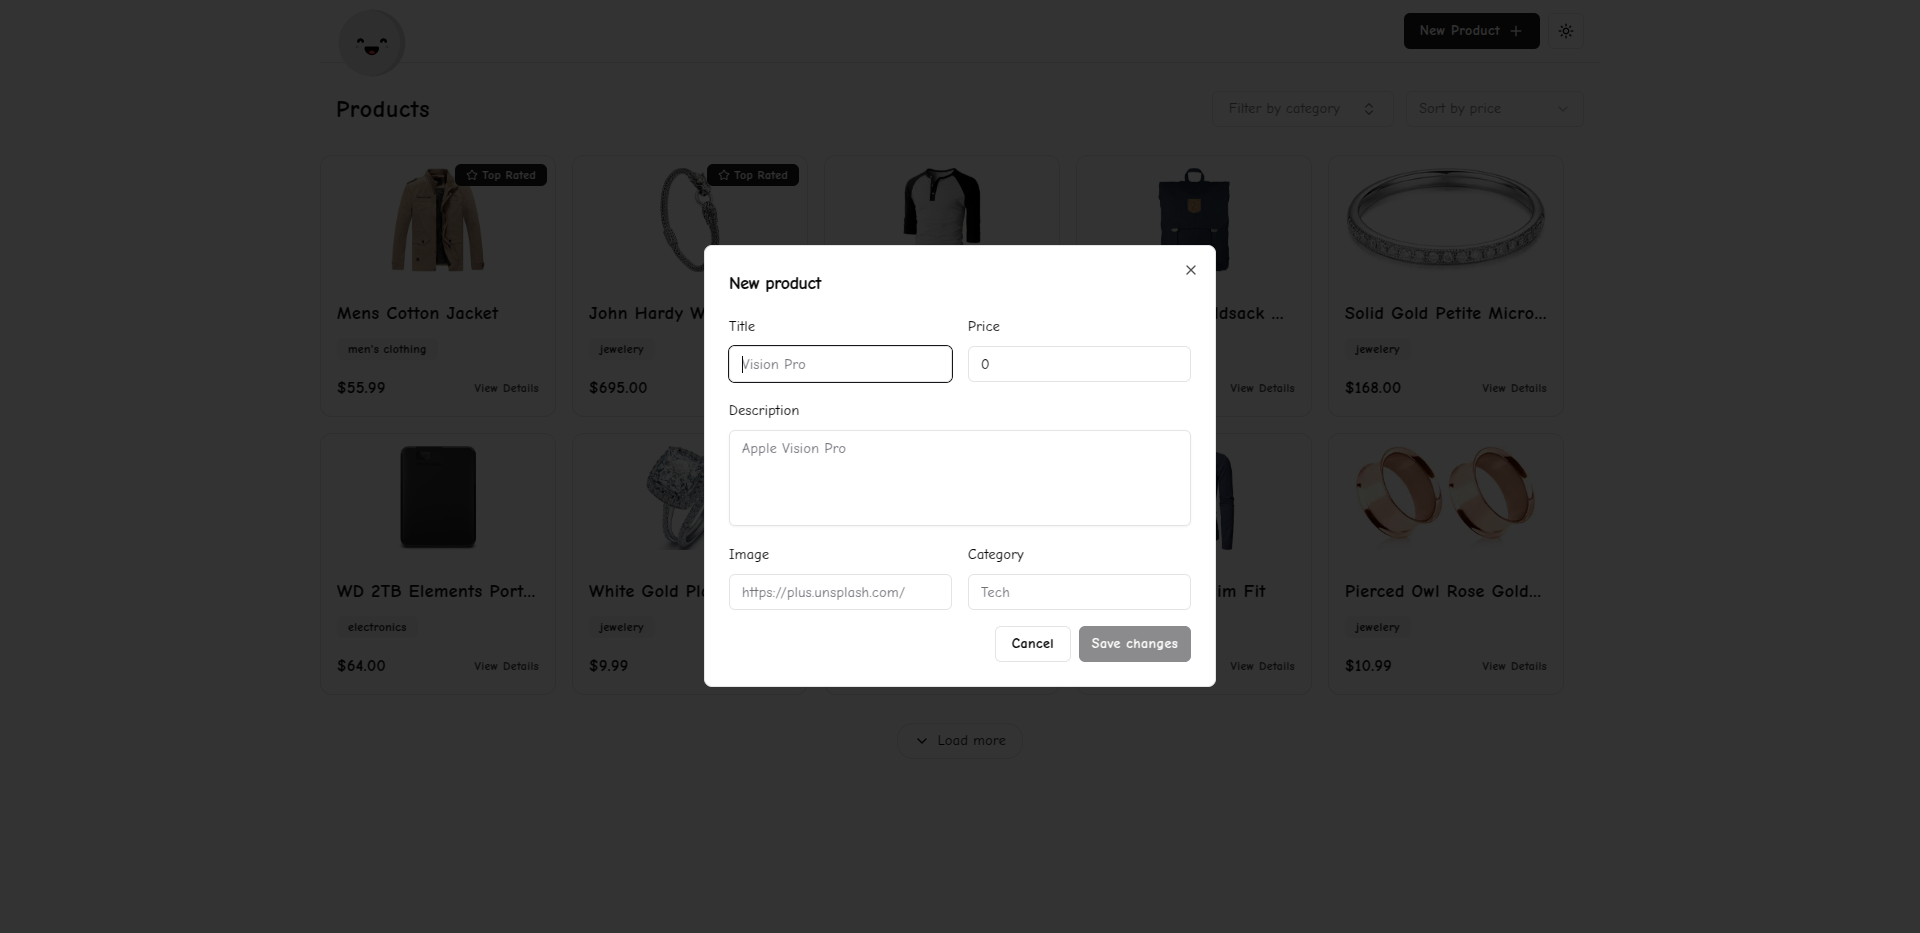 New Product
Products
Filter by category
Sort by price
Top Rated
Top Rated
Mens Cotton Jacket
men's clothing
$55.99
View Details
John Hardy W
jewelery
$695.00
ldsack ...
View Details
Solid Gold Petite Micro...
jewelery
$168.00
View Details
New product
Title
Price
Vision Pro
0
Description
Apple Vision Pro
Image
Category
https://plus.unsplash.com/
Tech
Cancel
Save changes
WD 2TB Elements Port...
electronics
$64.00
View Details
White Gold Pl
jewelery
$9.99
im Fit
View Details
Pierced Owl Rose Gold...
jewelery
$10.99
View Details
Load more